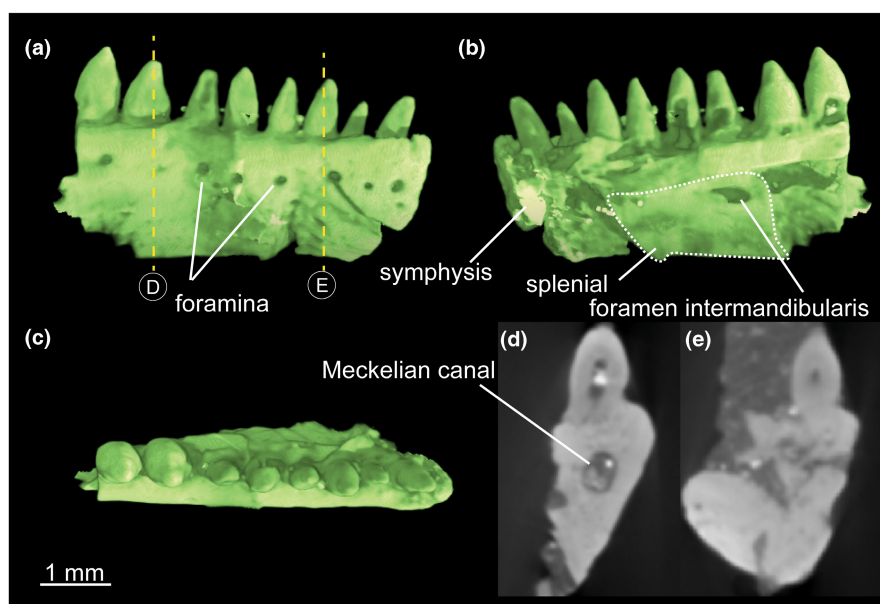 (a)
(b)
D
foramina
E
symphysis
splenial
foramen intermandibularis
(c)
(d)
(e)
Meckelian canal
1 mm